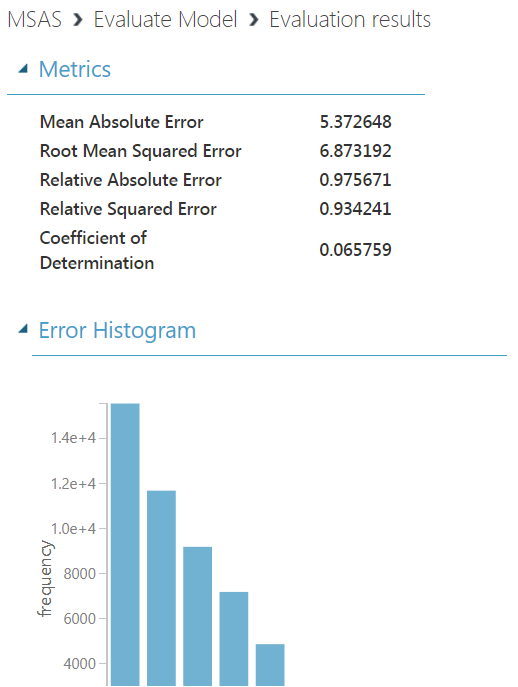 MSAS ❯ Evaluate Model ❯ Evaluation results
Metrics
Mean Absolute Error 5.372648
Root Mean Squared Error 6.873192
Relative Absolute Error 0.975671
Relative Squared Error 0.934241
Coefficient of
Determination 0.065759
Error Histogram
1.4e+4
1.2e+4
1.0e+4
8000
6000
4000
frequency